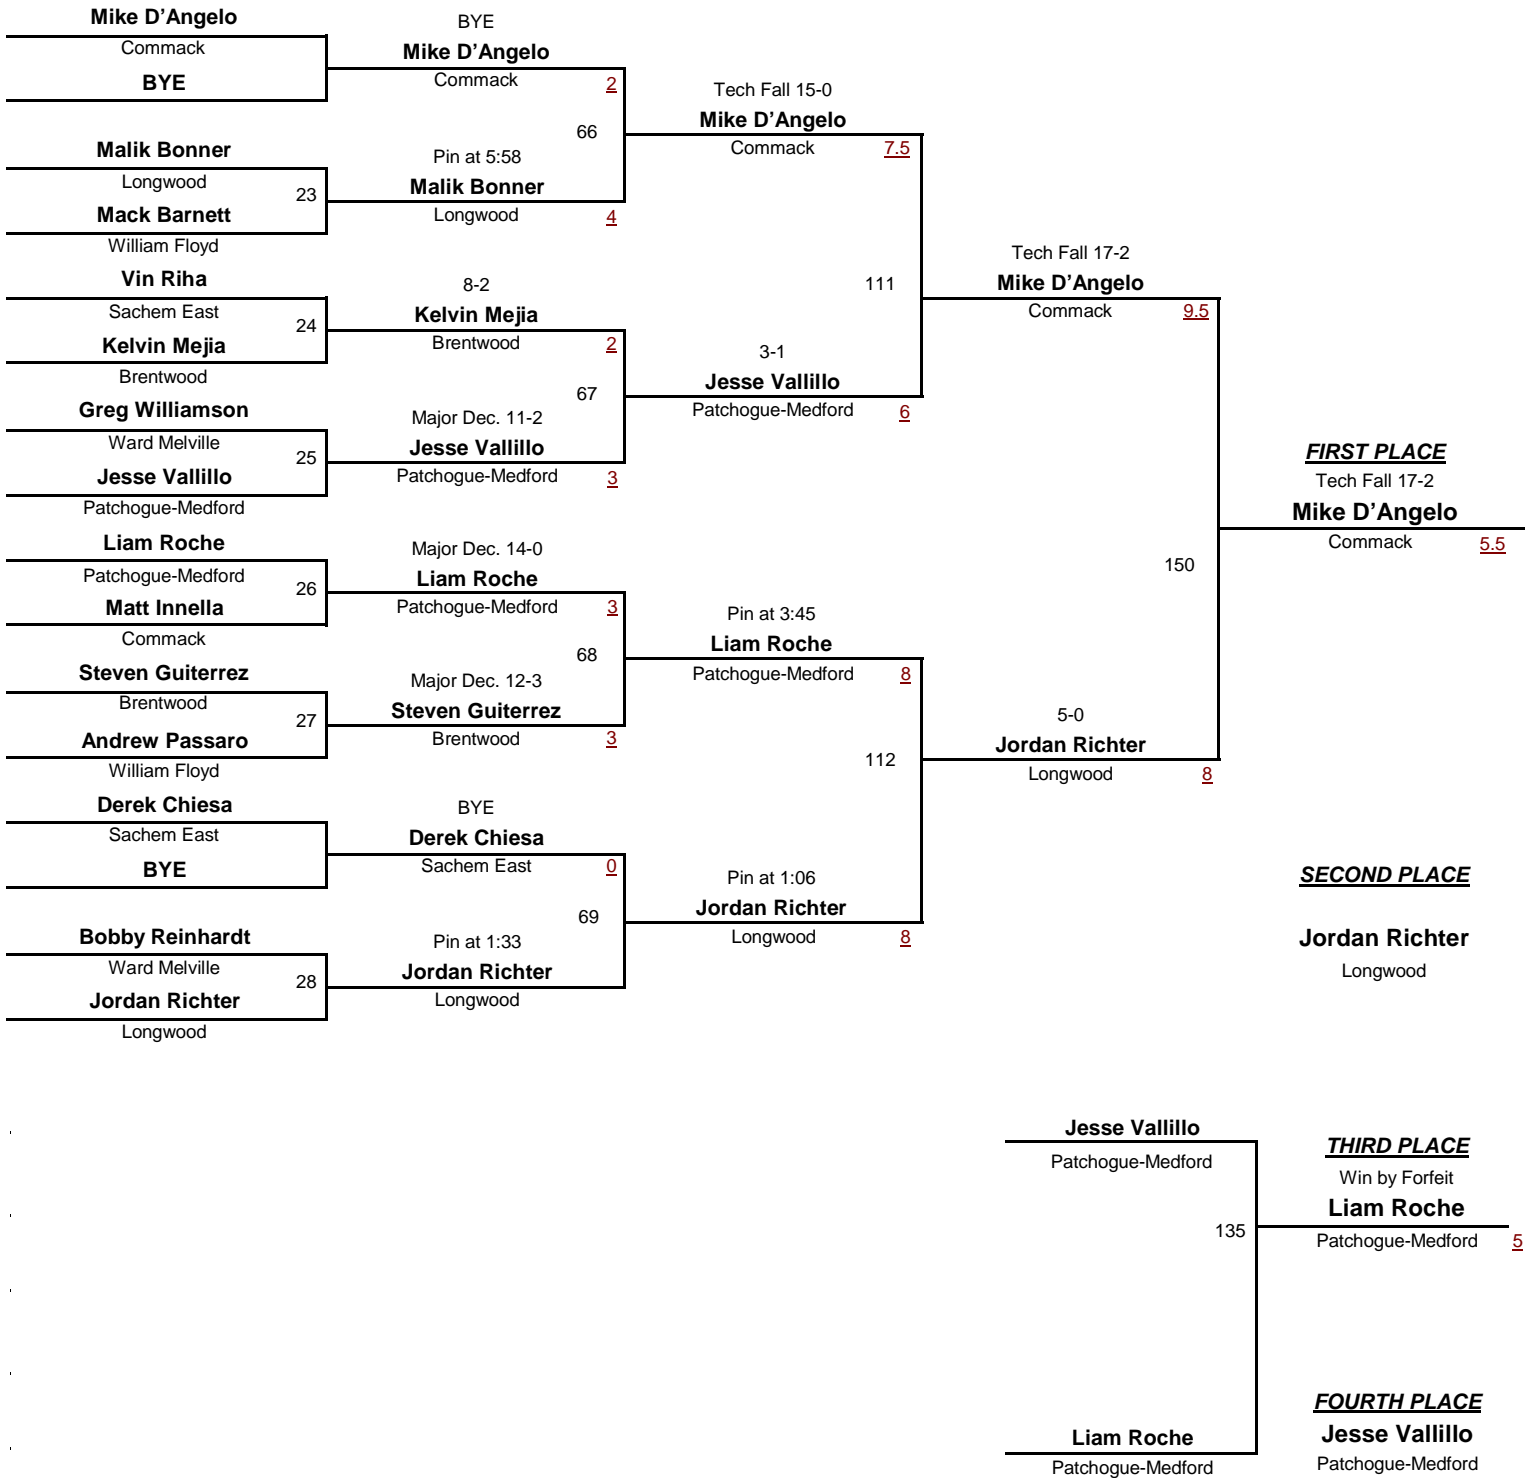 Mike D’Angelo
Commack
BYE
Malik Bonner
Longwood
23
Mack Barnett
William Floyd
Vin Riha
Sachem East
24
Kelvin Mejia
Brentwood
Greg Williamson
Ward Melville
25
Jesse Vallillo
Patchogue-Medford
Liam Roche
Patchogue-Medford
26
Matt Innella
Commack
Steven Guiterrez
Brentwood
27
Andrew Passaro
William Floyd
Derek Chiesa
Sachem East
BYE
Bobby Reinhardt
Ward Melville
28
Jordan Richter
Longwood
BYE
Mike D’Angelo
Commack
2
66
Pin at 5:58
Malik Bonner
Longwood
4
8-2
Kelvin Mejia
Brentwood
2
67
Major Dec. 11-2
Jesse Vallillo
Patchogue-Medford
3
Major Dec. 14-0
Liam Roche
Patchogue-Medford
3
68
Major Dec. 12-3
Steven Guiterrez
Brentwood
3
BYE
Derek Chiesa
Sachem East
0
69
Pin at 1:33
Jordan Richter
Longwood
Tech Fall 15-0
Mike D’Angelo
Commack
7.5
111
3-1
Jesse Vallillo
Patchogue-Medford
6
Pin at 3:45
Liam Roche
Patchogue-Medford
8
112
Pin at 1:06
Jordan Richter
Longwood
8
Tech Fall 17-2
Mike D’Angelo
Commack
9.5
150
5-0
Jordan Richter
Longwood
8
FIRST PLACE
Tech Fall 17-2
Mike D’Angelo
Commack
5.5
SECOND PLACE
Jordan Richter
Longwood
Jesse Vallillo
Patchogue-Medford
135
Liam Roche
Patchogue-Medford
THIRD PLACE
Win by Forfeit
Liam Roche
Patchogue-Medford
5
FOURTH PLACE
Jesse Vallillo
Patchogue-Medford